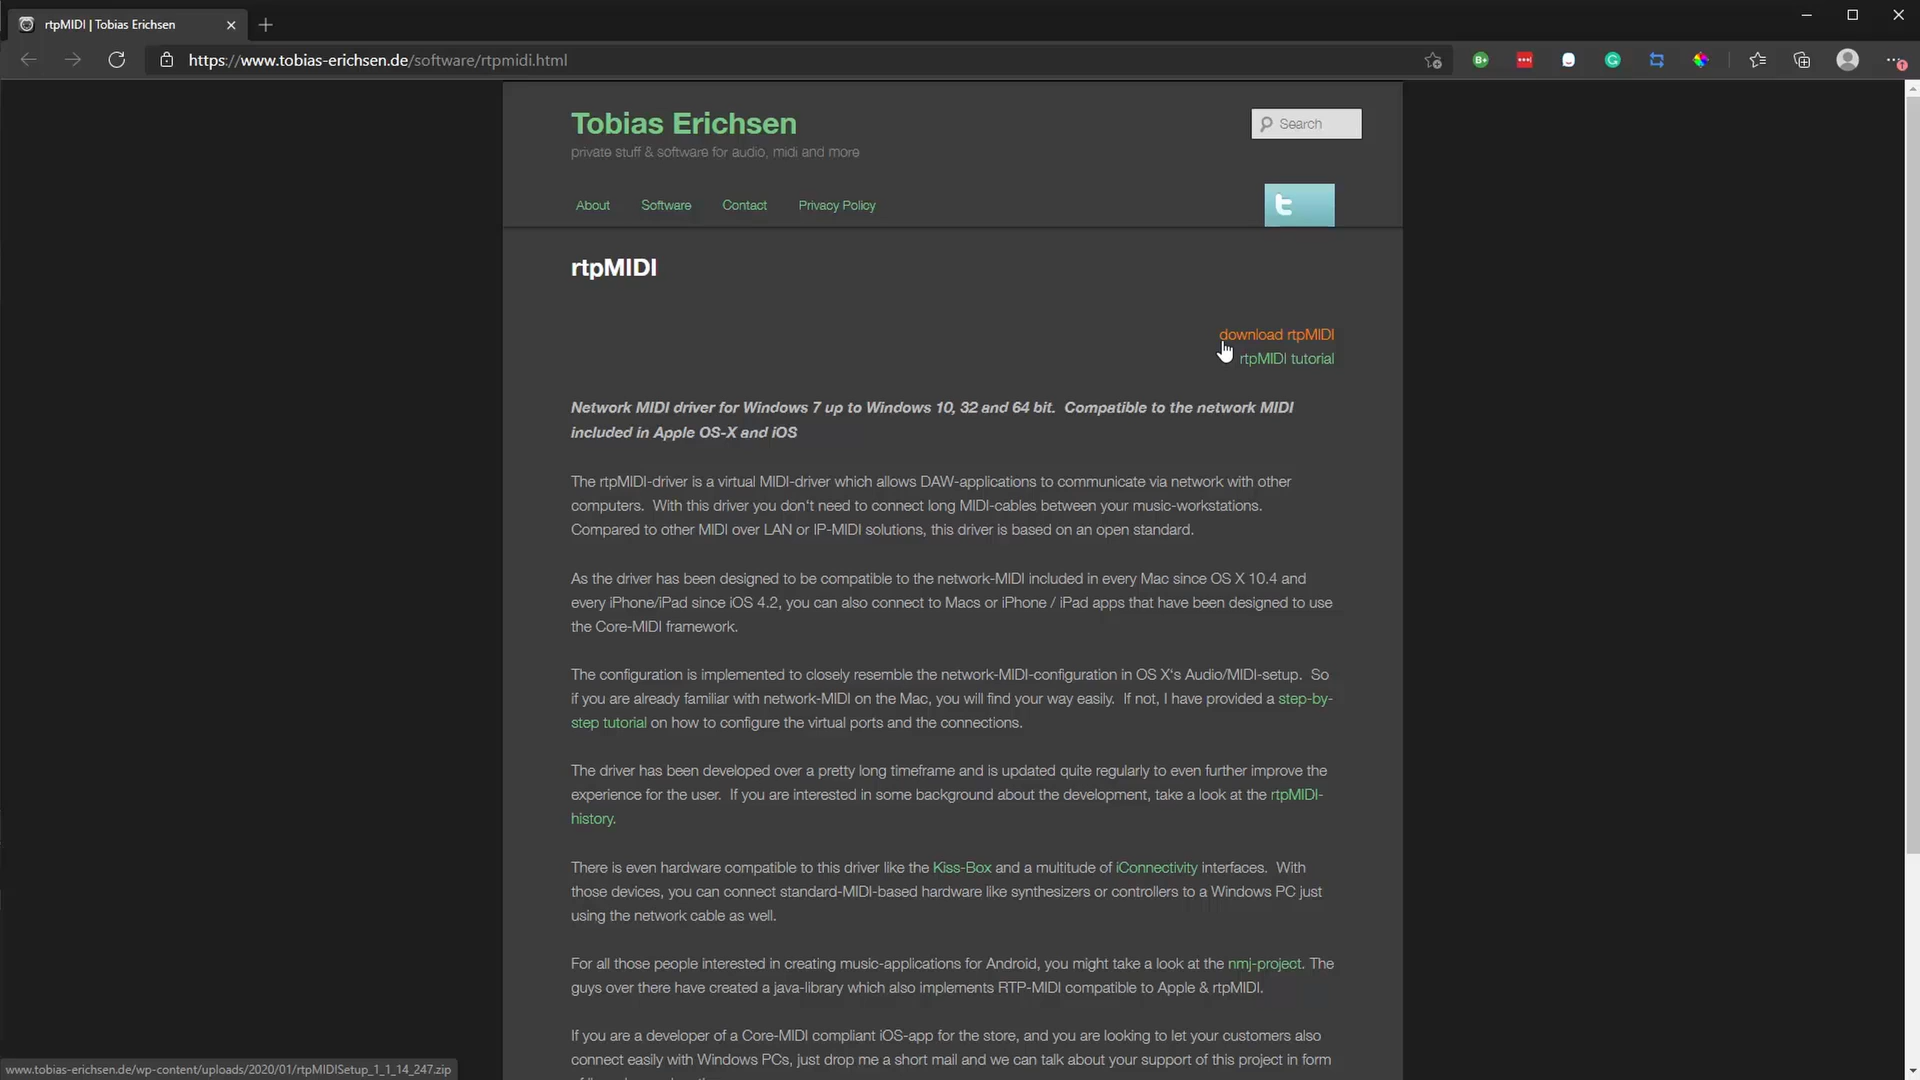 rtpMIDI | Tobias Erichsen
https://www.tobias-erichsen.de/software/rtpmidi.html
Tobias Erichsen
Search
private stuff & software for audio, midi and more
About Software Contact Privacy Policy
rtpMIDI
download rtpMIDI
rtpMIDI tutorial
Network MIDI driver for Windows 7 up to Windows 10, 32 and 64 bit. Compatible to the network MIDI
included in Apple OS-X and iOS
The rtpMIDI-driver is a virtual MIDI-driver which allows DAW-applications to communicate via network with other
computers. With this driver you don't need to connect long MIDI-cables between your music-workstations.
Compared to other MIDI over LAN or IP-MIDI solutions, this driver is based on an open standard.
As the driver has been designed to be compatible to the network-MIDI included in every Mac since OS X 10.4 and
every iPhone/iPad since iOS 4.2, you can also connect to Macs or iPhone / iPad apps that have been designed to use
the Core-MIDI framework.
The configuration is implemented to closely resemble the network-MIDI-configuration in OS X's Audio/MIDI-setup. So
if you are already familiar with network-MIDI on the Mac, you will find your way easily. If not, I have provided a step-by-
step tutorial on how to configure the virtual ports and the connections.
The driver has been developed over a pretty long timeframe and is updated quite regularly to even further improve the
experience for the user. If you are interested in some background about the development, take a look at the rtpMIDI-
history.
There is even hardware compatible to this driver like the Kiss-Box and a multitude of iConnectivity interfaces. With
those devices, you can connect standard-MIDI-based hardware like synthesizers or controllers to a Windows PC just
using the network cable as well.
For all those people interested in creating music-applications for Android, you might take a look at the nmj-project. The
guys over there have created a java-library which also implements RTP-MIDI compatible to Apple & rtpMIDI.
If you are a developer of a Core-MIDI compliant iOS-app for the store, and you are looking to let your customers also
connect easily with Windows PCs, just drop me a short mail and we can talk about your support of this project in form
www.tobias-erichsen.de/wp-content/uploads/2020/01/rtpMIDISetup_1_1_14_247.zip